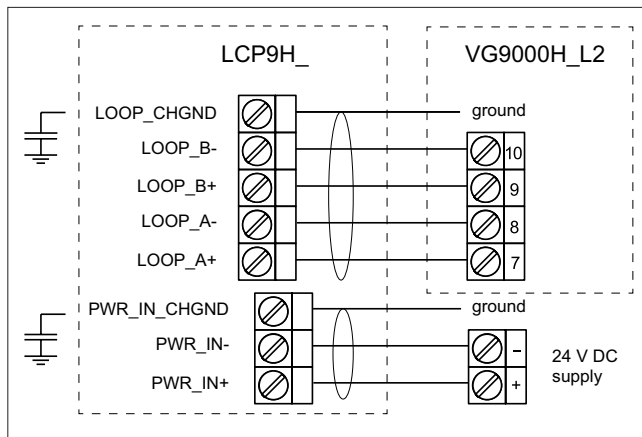 LCP9H_
VG9000H_L2
LOOP_CHGND
ground
LOOP_B-
10
LOOP_B+
9
LOOP_A-
8
LOOP_A+
7
PWR_IN_CHGND
ground
PWR_IN-
–
PWR_IN+
+
24 V DC
supply